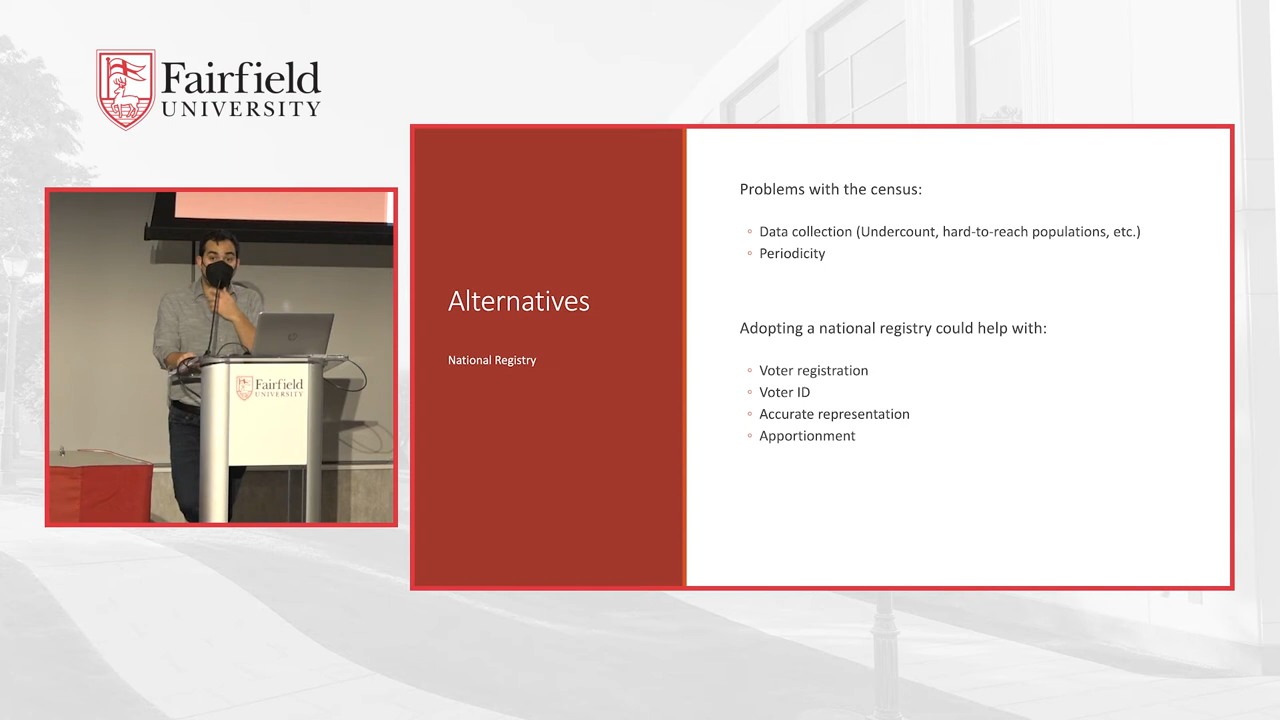 Fairfield
UNIVERSITY
Fairfield
UNIVERSITY
Alternatives
National Registry
Problems with the census:
◦ Data collection (Undercount, hard-to-reach populations, etc.)
◦ Periodicity
Adopting a national registry could help with:
◦ Voter registration
◦ Voter ID
◦ Accurate representation
◦ Apportionment